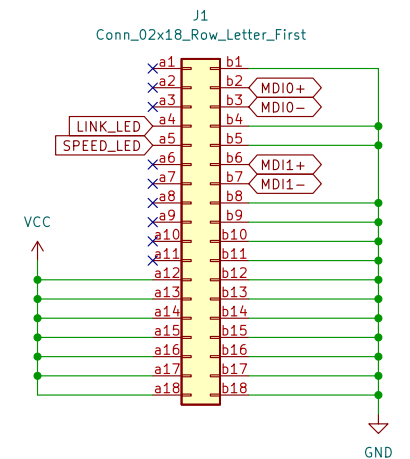 J1
Conn_02x18_Row_Letter_First
a1 b1
a2 b2 MDI0+
a3 b3 MDI0-
LINK_LED a4 b4
SPEED_LED a5 b5
a6 b6 MDI1+
a7 b7 MDI1-
a8 b8
VCC a9 b9
a10 b10
a11 b11
a12 b12
a13 b13
a14 b14
a15 b15
a16 b16
a17 b17
a18 b18
GND